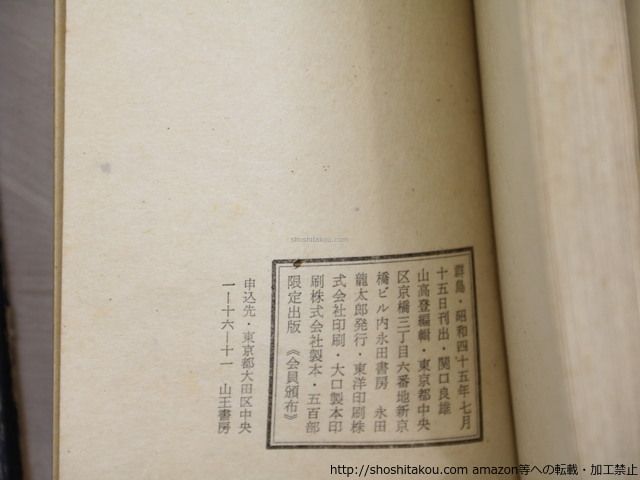 群島・昭和四十五年七月
十五日刊出・関口良雄
山高登編輯・東京都中央
区京橋三丁目六番地新京
橋ビル内永田書房　永田
龍太郎発行・東洋印刷株
式会社印刷・大口製本印
刷株式会社製本・五百部
限定出版　《会員頒布》
申込先・東京都大田区中央
一ー十六ー十一　山王書房
shoshitakou.com
http://shoshitakou.com amazon等への転載・加工禁止